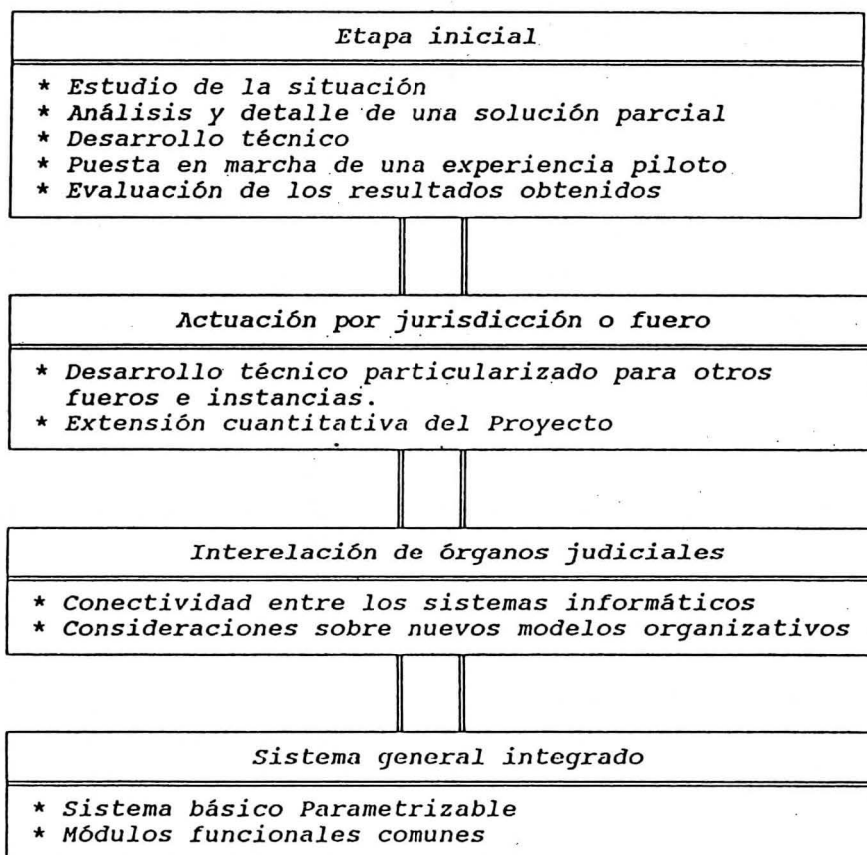 Etapa inicial
* Estudio de la situación
* Análisis y detalle de una solución parcial
* Desarrollo técnico
* Puesta en marcha de una experiencia piloto
* Evaluación de los resultados obtenidos
Actuación por jurisdicción o fuero
* Desarrollo técnico particularizado para otros
fueros e instancias.
* Extensión cuantitativa del Proyecto
Interelación de órganos judiciales
* Conectividad entre los sistemas informáticos
* Consideraciones sobre nuevos modelos organizativos
Sistema general integrado
* Sistema básico Parametrizable
* Módulos funcionales comunes